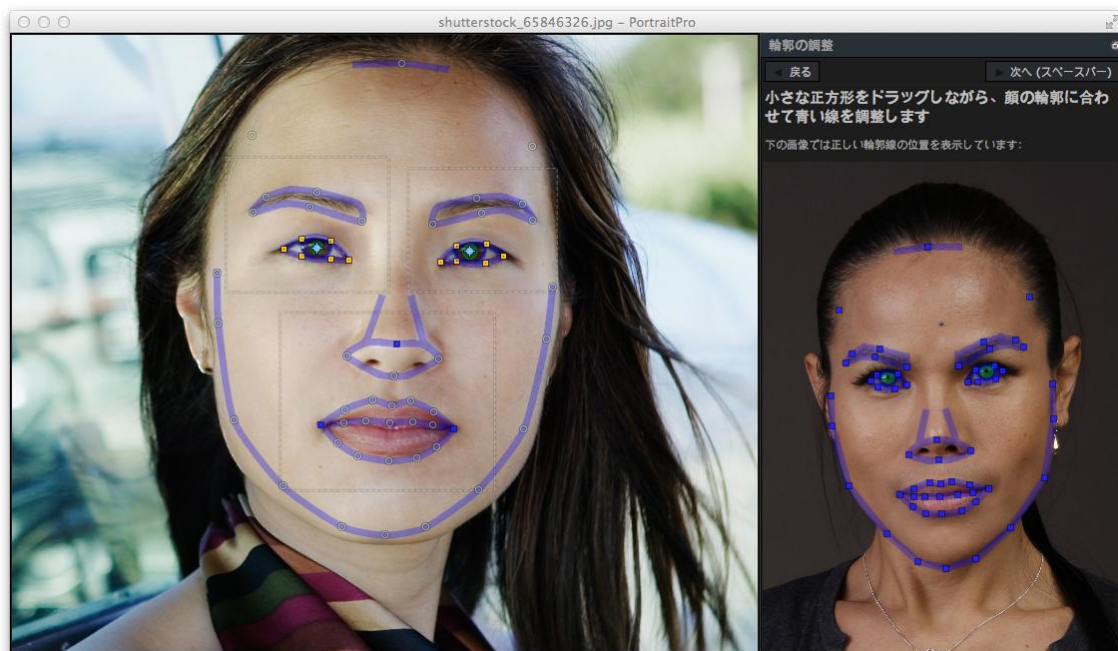 shutterstock_65846326.jpg – PortraitPro
輪郭の調整
戻る
次へ (スペースバー)
小さな正方形をドラッグしながら、顔の輪郭に合わ
せて青い線を調整します
下の画像では正しい輪郭線の位置を表示しています: